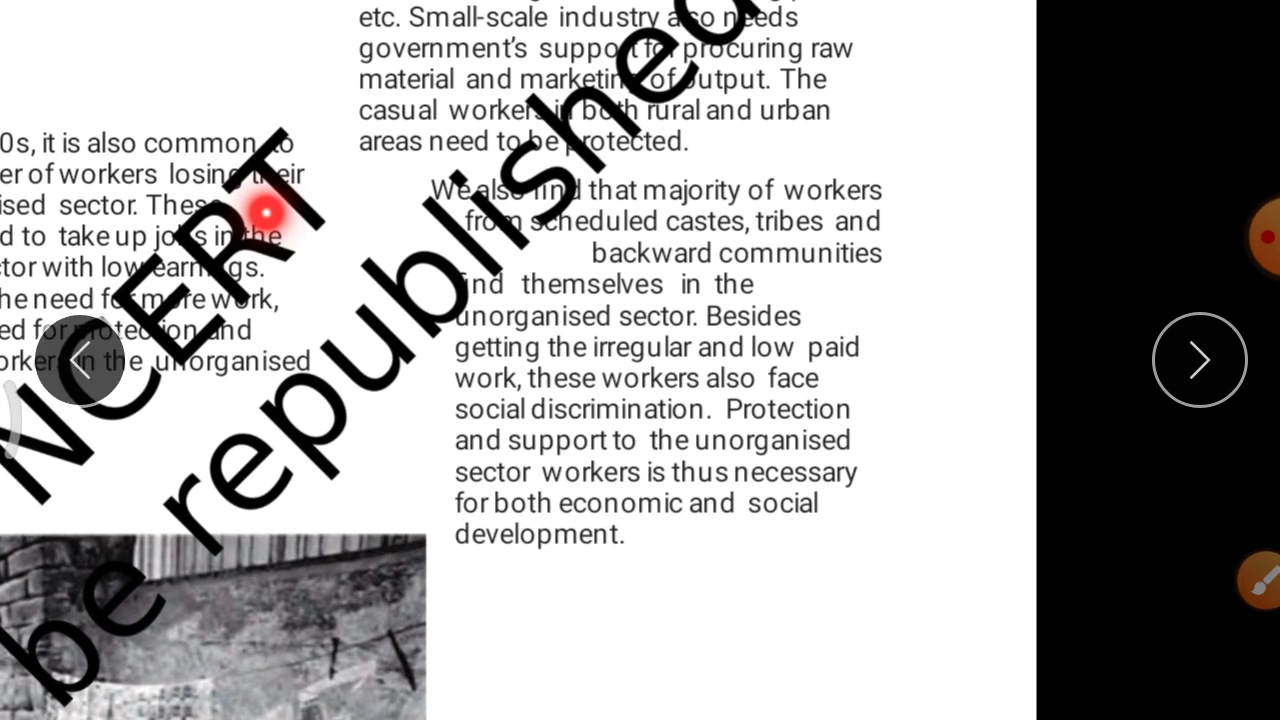 0s, it is also common to
er of workers losing their
ised sector. These
d to take up jobs in the
ctor with low earnings.
he need for more work,
ed for protection and
orkers in the unorganised
etc. Small-scale industry also needs
government's support for procuring raw
material and marketing of output. The
casual workers in both rural and urban
areas need to be protected.
We also find that majority of workers
from scheduled castes, tribes and
backward communities
find themselves in the
unorganised sector. Besides
getting the irregular and low paid
work, these workers also face
social discrimination. Protection
and support to the unorganised
sector workers is thus necessary
for both economic and social
development.
NCERT
be republished